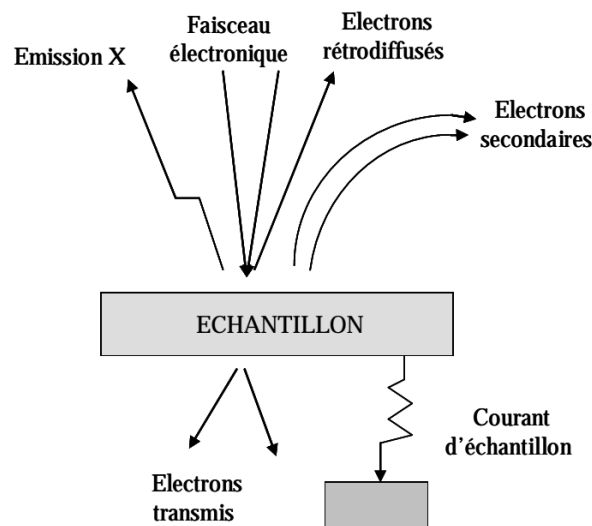 Emission X
Faisceau
électronique
Electrons
rétrodiffusés
Electrons
secondaires
ECHANTILLON
Electrons
transmis
Courant
d'échantillon